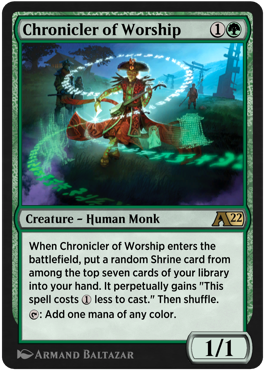 Chronicler of Worship 1
Creature – Human Monk
A22
When Chronicler of Worship enters the
battlefield, put a random Shrine card from
among the top seven cards of your library
into your hand. It perpetually gains "This
spell costs 1 less to cast." Then shuffle.
: Add one mana of any color.
1/1
Armand Baltazar